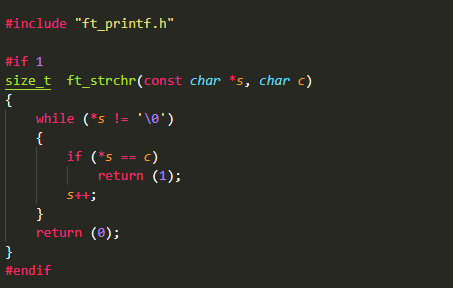 #include "ft_printf.h"
#if 1
size_t  ft_strchr(const char *s, char c)
{
    while (*s != '\0')
    {
        if (*s == c)
            return (1);
        s++;
    }
    return (0);
}
#endif